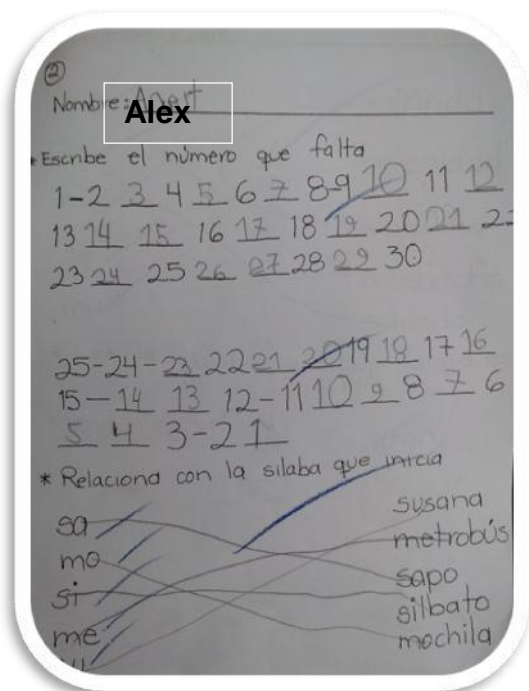 2
Nombre: Alex
* Escribe el número que falta
1-2 3 4 5 6 7 8-9 10 11 12
13 14 15 16 17 18 19 20 21 22
23 24 25 26 27 28 29 30
25-24-23 22 21 20 19 18 17 16
15-14 13 12-11 10 9 8 7 6
5 4 3-2 1
* Relaciona con la silaba que inicia
sa susana
mo metrobús
si sapo
me silbato
mochila